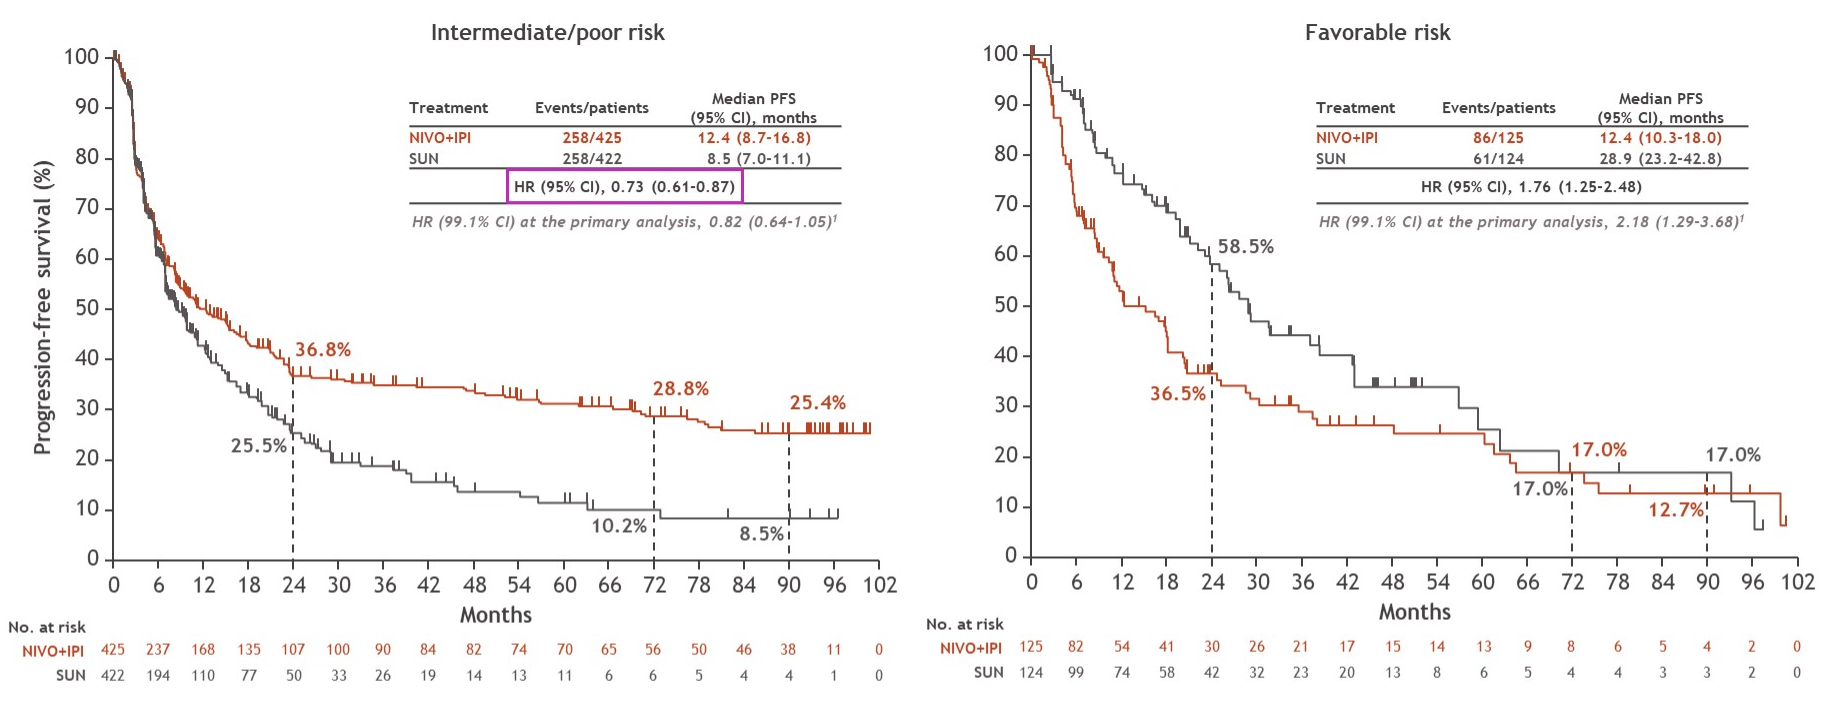 Intermediate/poor risk
Progression-free survival (%)
100
90
80
70
60
50
40
30
20
10
0
Treatment Events/patients Median PFS (95% CI), months
NIVO+IPI 258/425 12.4 (8.7-16.8)
SUN 258/422 8.5 (7.0-11.1)
HR (95% CI), 0.73 (0.61-0.87)
HR (99.1% CI) at the primary analysis, 0.82 (0.64-1.05)¹
36.8%
28.8%
25.4%
25.5%
10.2%
8.5%
0 6 12 18 24 30 36 42 48 54 60 66 72 78 84 90 96 102
Months
No. at risk
NIVO+IPI 425 237 168 135 107 100 90 84 82 74 70 65 56 50 46 38 11 0
SUN 422 194 110 77 50 33 26 19 14 13 11 6 6 5 4 4 1 0
Favorable risk
100
90
80
70
60
50
40
30
20
10
0
Treatment Events/patients Median PFS (95% CI), months
NIVO+IPI 86/125 12.4 (10.3-18.0)
SUN 61/124 28.9 (23.2-42.8)
HR (95% CI), 1.76 (1.25-2.48)
HR (99.1% CI) at the primary analysis, 2.18 (1.29-3.68)¹
58.5%
36.5%
17.0%
17.0%
17.0%
12.7%
0 6 12 18 24 30 36 42 48 54 60 66 72 78 84 90 96 102
Months
No. at risk
NIVO+IPI 125 82 54 41 30 26 21 17 15 14 13 9 8 6 5 4 2 0
SUN 124 99 74 58 42 32 23 20 13 8 6 5 4 4 3 3 2 0